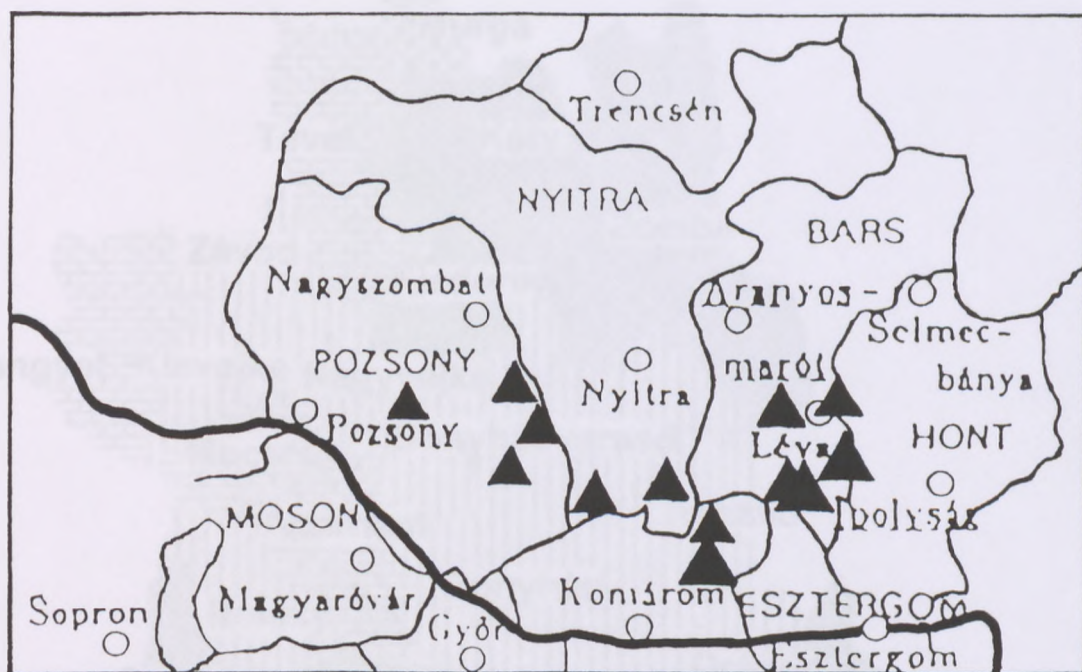 Trencsén
NYITRA
BARS
Nagyszombat
Aranyos-
Selmec-
POZSONY
Nyitra
marót
bánya
Pozsony
Léva
HONT
MOSON
Ipolyság
Sopron
Magyaróvár
Győr
Komárom
ESZTERGOM
Esztergom